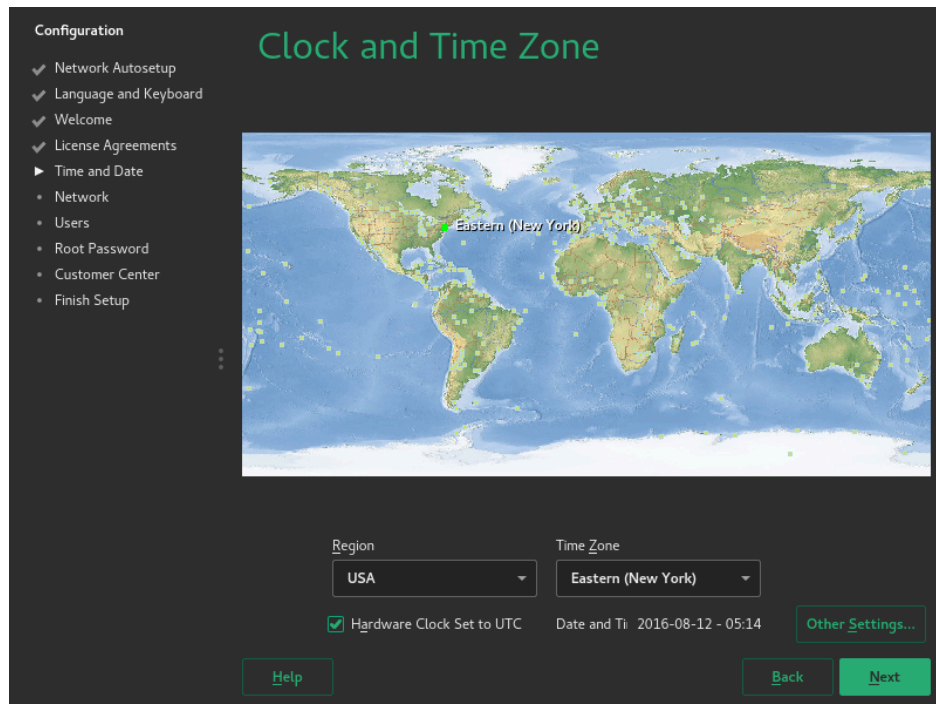 Configuration
Network Autosetup
Language and Keyboard
Welcome
License Agreements
Time and Date
Network
Users
Root Password
Customer Center
Finish Setup
Clock and Time Zone
Eastern (New York)
Region
Time Zone
USA
Eastern (New York)
Hardware Clock Set to UTC
Date and Ti 2016-08-12 - 05:14
Other Settings...
Help
Back
Next